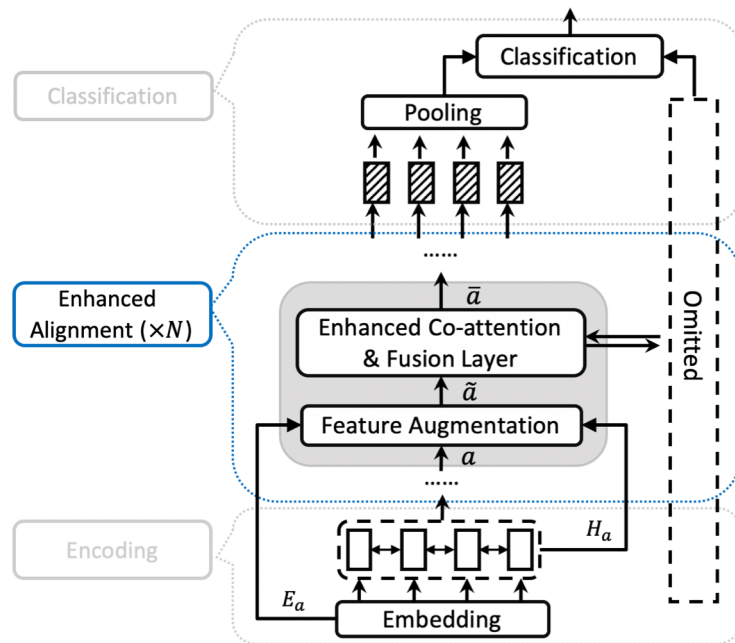 Classification
Classification
Pooling
......
Enhanced
Alignment (×N)
ā
Enhanced Co-attention
& Fusion Layer
ã
Feature Augmentation
a
......
Omitted
Encoding
H_a
E_a
Embedding